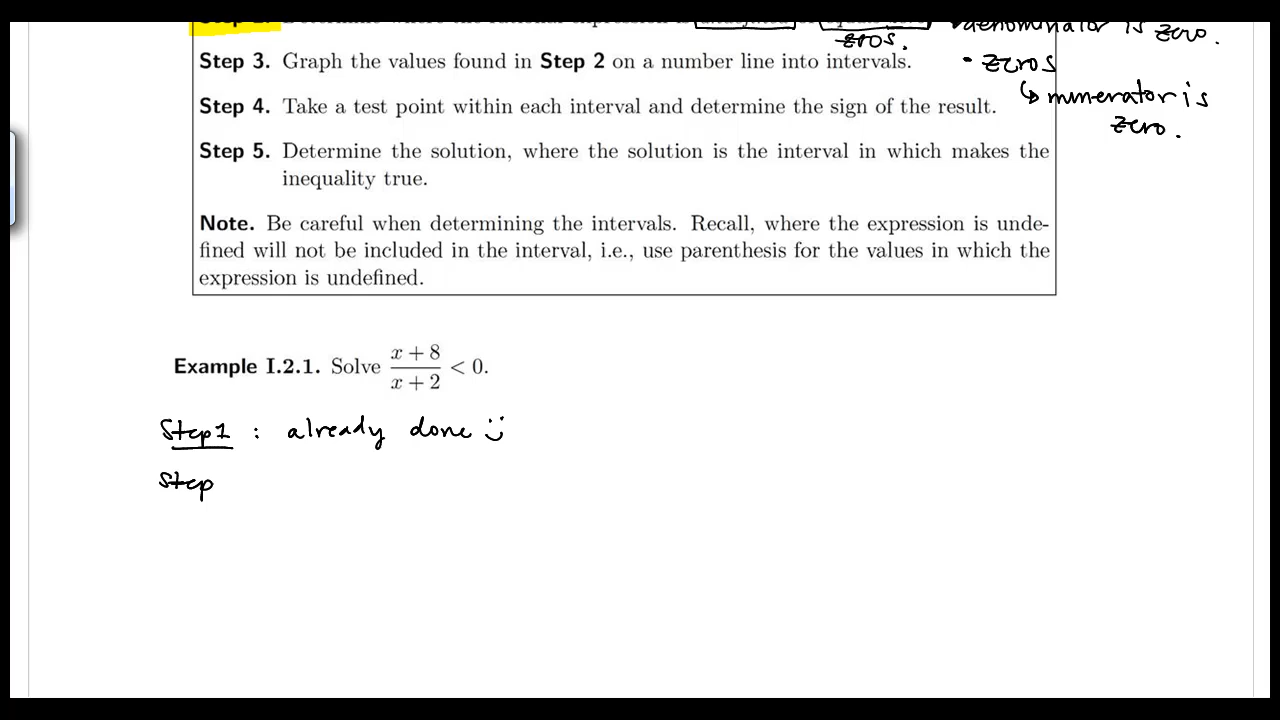 denominator is zero.
zeros.
Step 3. Graph the values found in Step 2 on a number line into intervals.
• zeros
↳ numerator is
zero.
Step 4. Take a test point within each interval and determine the sign of the result.
Step 5. Determine the solution, where the solution is the interval in which makes the
inequality true.
Note. Be careful when determining the intervals. Recall, where the expression is unde-
fined will not be included in the interval, i.e., use parenthesis for the values in which the
expression is undefined.
Example I.2.1. Solve (x + 8)/(x + 2) < 0.
Step1 : already done :)
Step